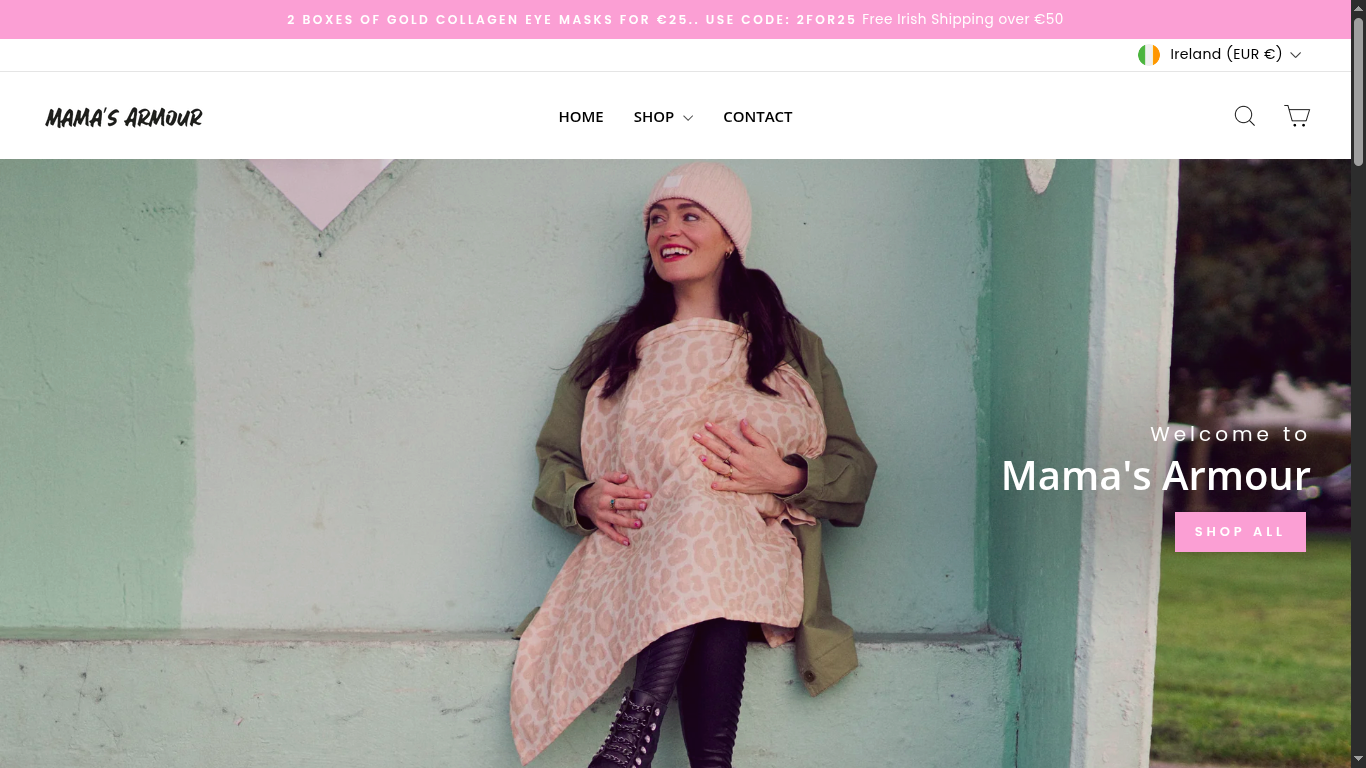 2 BOXES OF GOLD COLLAGEN EYE MASKS FOR €25.. USE CODE: 2FOR25 Free Irish Shipping over €50
Ireland (EUR €)
MAMA'S ARMOUR
HOME SHOP CONTACT
Welcome to
Mama's Armour
SHOP ALL